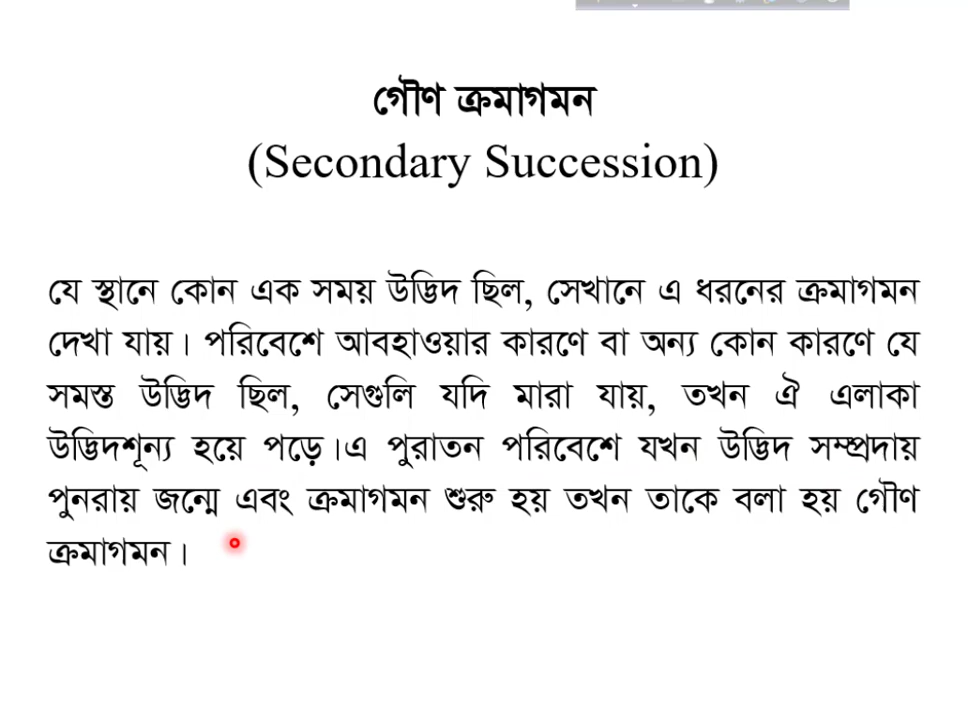 গৌণ ক্রমাগমন
(Secondary Succession)
যে স্থানে কোন এক সময় উদ্ভিদ ছিল, সেখানে এ ধরনের ক্রমাগমন
দেখা যায়। পরিবেশে আবহাওয়ার কারণে বা অন্য কোন কারণে যে
সমস্ত উদ্ভিদ ছিল, সেগুলি যদি মারা যায়, তখন ঐ এলাকা
উদ্ভিদশূন্য হয়ে পড়ে।এ পুরাতন পরিবেশে যখন উদ্ভিদ সম্প্রদায়
পুনরায় জন্মে এবং ক্রমাগমন শুরু হয় তখন তাকে বলা হয় গৌণ
ক্রমাগমন।